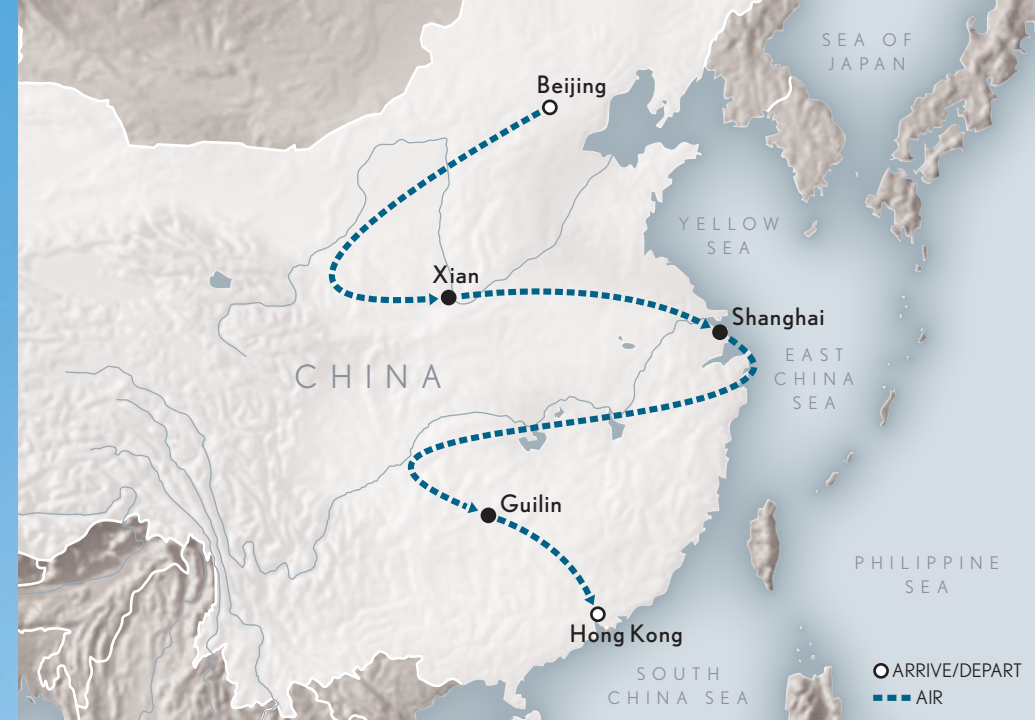 SEA OF
JAPAN
Beijing
YELLOW
SEA
Xian
Shanghai
EAST
CHINA
SEA
CHINA
Guilin
PHILIPPINE
SEA
Hong Kong
SOUTH
CHINA SEA
ARRIVE/DEPART
AIR